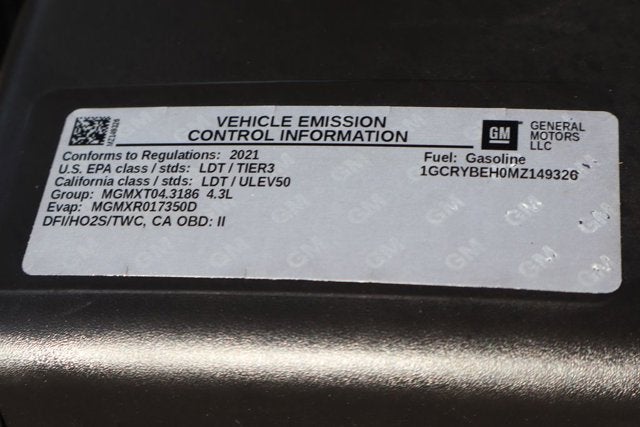 VEHICLE EMISSION
CONTROL INFORMATION
GM
GENERAL
MOTORS
LLC
MZ149326
Conforms to Regulations: 2021
U.S. EPA class / stds: LDT / TIER3
California class / stds: LDT / ULEV50
Group: MGMXT04.3186 4.3L
Evap: MGMXR017350D
DFI/HO2S/TWC, CA OBD: II
Fuel: Gasoline
1GCRYBEH0MZ149326